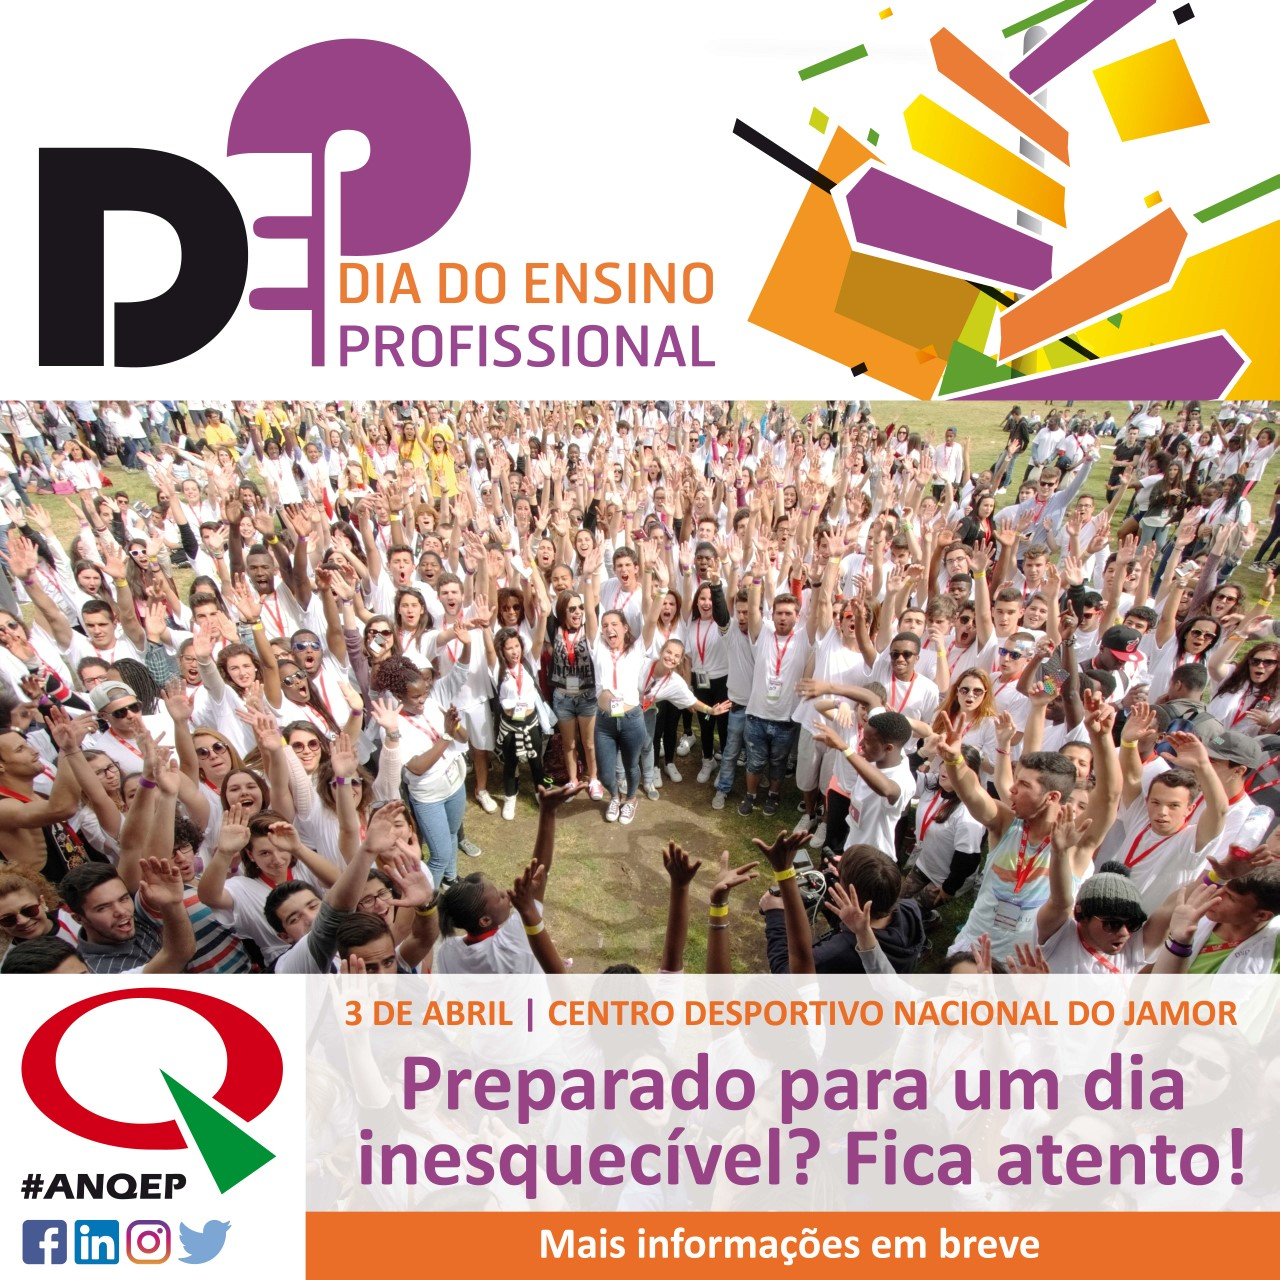 DEP
DIA DO ENSINO
PROFISSIONAL
3 DE ABRIL | CENTRO DESPORTIVO NACIONAL DO JAMOR
Preparado para um dia
inesquecível? Fica atento!
#ANQEP
Mais informações em breve